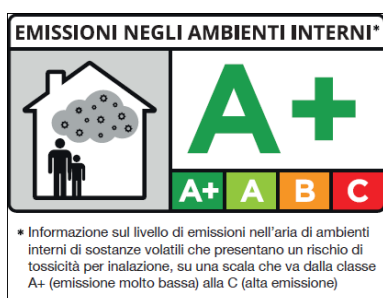 EMISSIONI NEGLI AMBIENTI INTERNI*
A+
A+ A B C
* Informazione sul livello di emissioni nell'aria di ambienti
interni di sostanze volatili che presentano un rischio di
tossicità per inalazione, su una scala che va dalla classe
A+ (emissione molto bassa) alla C (alta emissione)